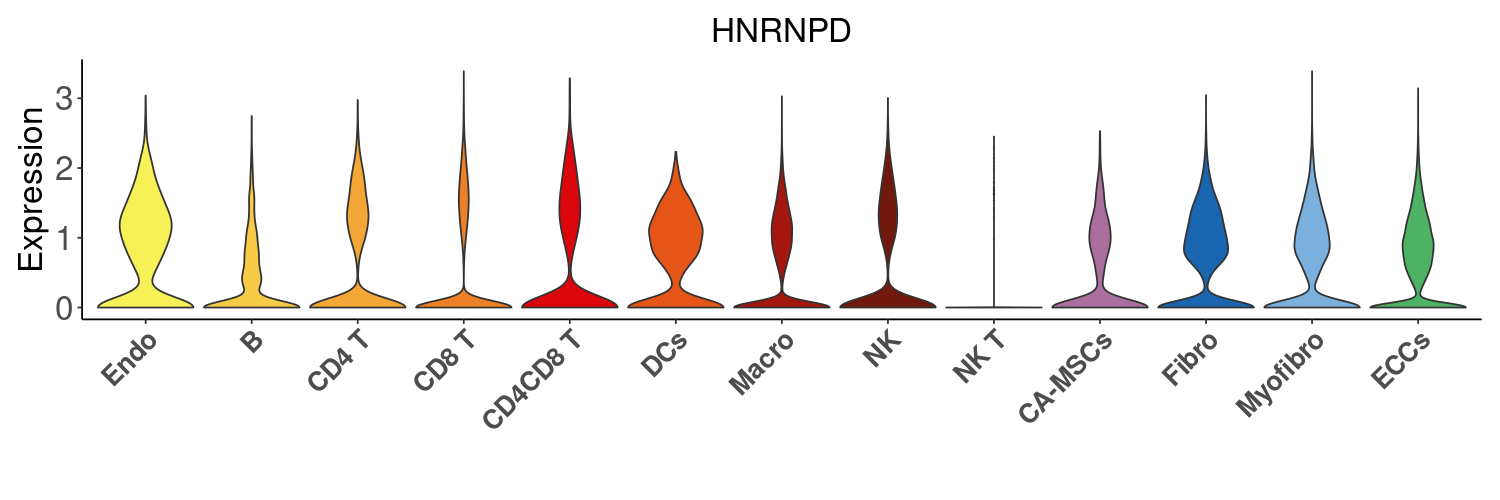 HNRNPD
Expression
3
2
1
0
Endo
B
CD4 T
CD8 T
CD4CD8 T
DCs
Macro
NK
NK T
CA-MSCs
Fibro
Myofibro
ECCs